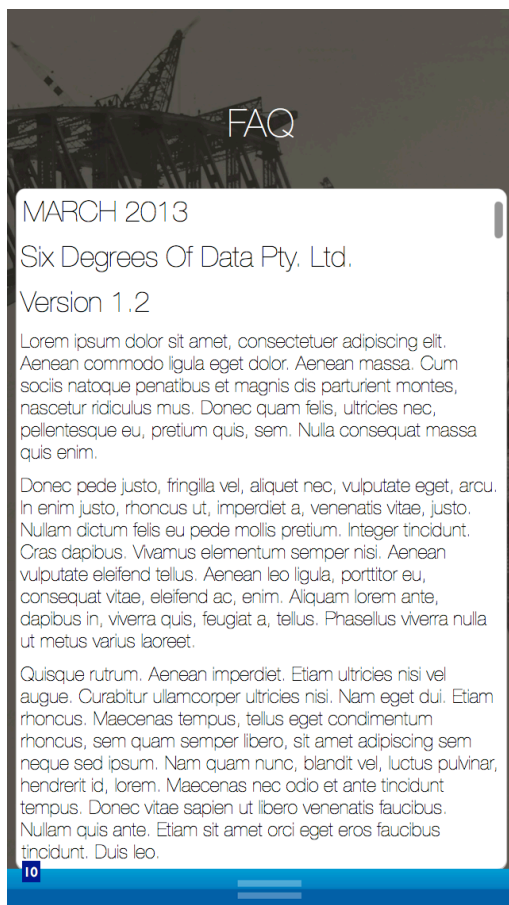 FAQ
MARCH 2013
Six Degrees Of Data Pty. Ltd.
Version 1.2
Lorem ipsum dolor sit amet, consectetuer adipiscing elit.
Aenean commodo ligula eget dolor. Aenean massa. Cum
sociis natoque penatibus et magnis dis parturient montes,
nascetur ridiculus mus. Donec quam felis, ultricies nec,
pellentesque eu, pretium quis, sem. Nulla consequat massa
quis enim.
Donec pede justo, fringilla vel, aliquet nec, vulputate eget, arcu.
In enim justo, rhoncus ut, imperdiet a, venenatis vitae, justo.
Nullam dictum felis eu pede mollis pretium. Integer tincidunt.
Cras dapibus. Vivamus elementum semper nisi. Aenean
vulputate eleifend tellus. Aenean leo ligula, porttitor eu,
consequat vitae, eleifend ac, enim. Aliquam lorem ante,
dapibus in, viverra quis, feugiat a, tellus. Phasellus viverra nulla
ut metus varius laoreet.
Quisque rutrum. Aenean imperdiet. Etiam ultricies nisi vel
augue. Curabitur ullamcorper ultricies nisi. Nam eget dui. Etiam
rhoncus. Maecenas tempus, tellus eget condimentum
rhoncus, sem quam semper libero, sit amet adipiscing sem
neque sed ipsum. Nam quam nunc, blandit vel, luctus pulvinar,
hendrerit id, lorem. Maecenas nec odio et ante tincidunt
tempus. Donec vitae sapien ut libero venenatis faucibus.
Nullam quis ante. Etiam sit amet orci eget eros faucibus
tincidunt. Duis leo.
10